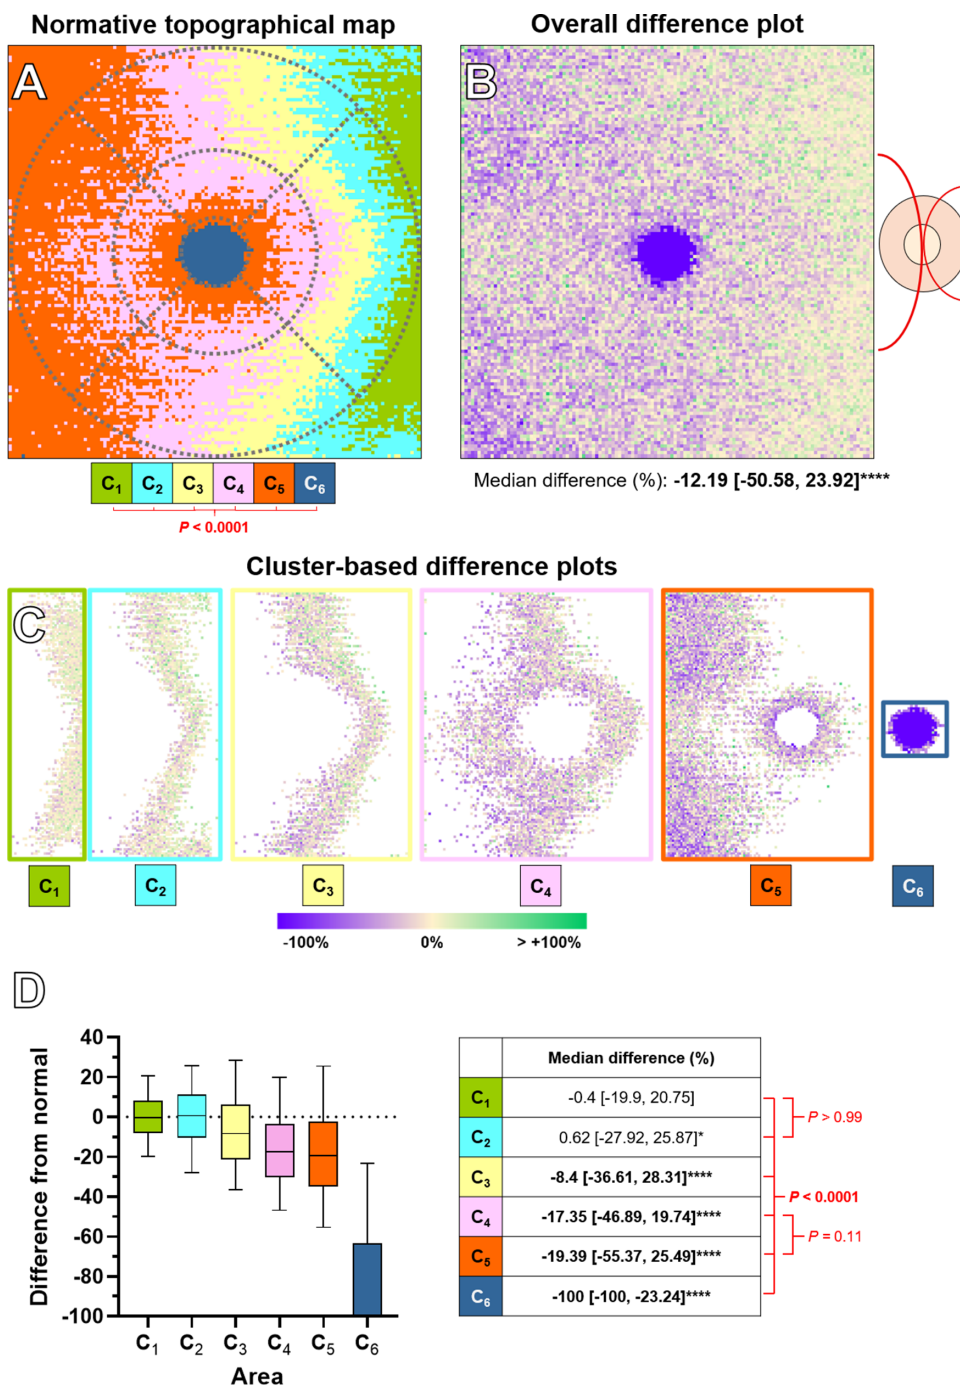 Normative topographical map
Overall difference plot
A
B
C1 C2 C3 C4 C5 C6
P < 0.0001
Median difference (%): -12.19 [-50.58, 23.92]****
Cluster-based difference plots
C
C1 C2 C3 C4 C5 C6
-100% 0% > +100%
D
Difference from normal
40
20
0
-20
-40
-60
-80
-100
C1 C2 C3 C4 C5 C6
Area
Median difference (%)
C1 -0.4 [-19.9, 20.75]
C2 0.62 [-27.92, 25.87]*
C3 -8.4 [-36.61, 28.31]****
C4 -17.35 [-46.89, 19.74]****
C5 -19.39 [-55.37, 25.49]****
C6 -100 [-100, -23.24]****
P > 0.99
P < 0.0001
P = 0.11